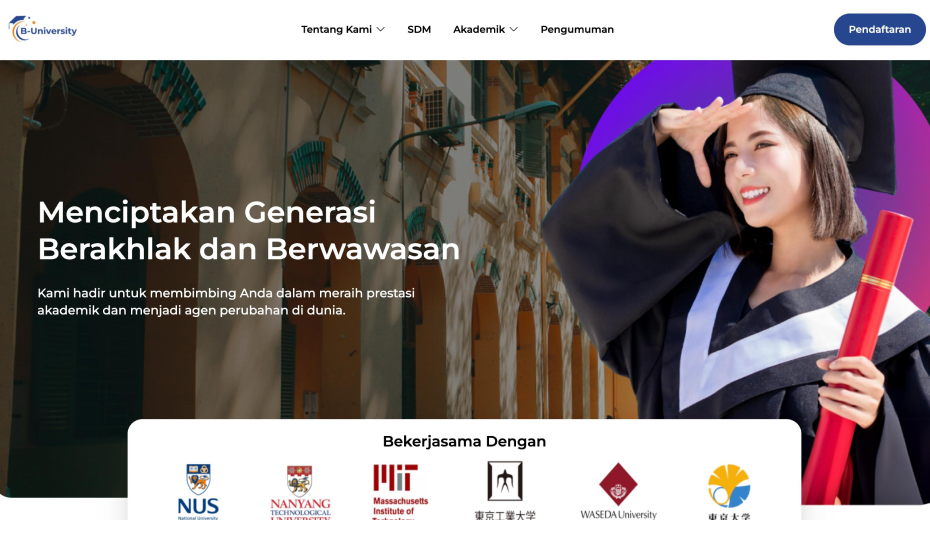 B-University
Tentang Kami
SDM
Akademik
Pengumuman
Pendaftaran
Menciptakan Generasi
Berakhlak dan Berwawasan
Kami hadir untuk membimbing Anda dalam meraih prestasi
akademik dan menjadi agen perubahan di dunia.
Bekerjasama Dengan
NUS
National University
NANYANG
TECHNOLOGICAL
UNIVERSITY
MIT
Massachusetts
Institute of
Technology
東京工業大学
WASEDA University
東京大学